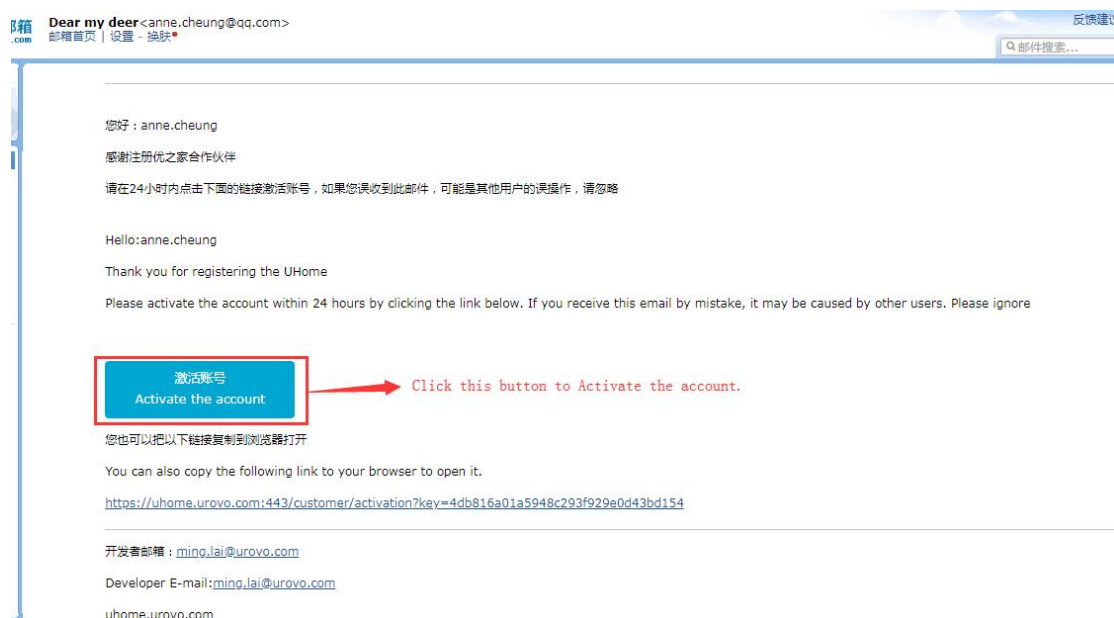 邮箱 Dear my deer<anne.cheung@qq.com>
反馈建议
.com 邮箱首页 | 设置 - 换肤
邮件搜索...
您好：anne.cheung
感谢注册优之家合作伙伴
请在24小时内点击下面的链接激活账号，如果您误收到此邮件，可能是其他用户的误操作，请忽略
Hello:anne.cheung
Thank you for registering the UHome
Please activate the account within 24 hours by clicking the link below. If you receive this email by mistake, it may be caused by other users. Please ignore
激活账号
Activate the account
Click this button to Activate the account.
您也可以把以下链接复制到浏览器打开
You can also copy the following link to your browser to open it.
https://uhome.urovo.com:443/customer/activation?key=4db816a01a5948c293f929e0d43bd154
开发者邮箱：ming.lai@urovo.com
Developer E-mail:ming.lai@urovo.com
uhome.urovo.com